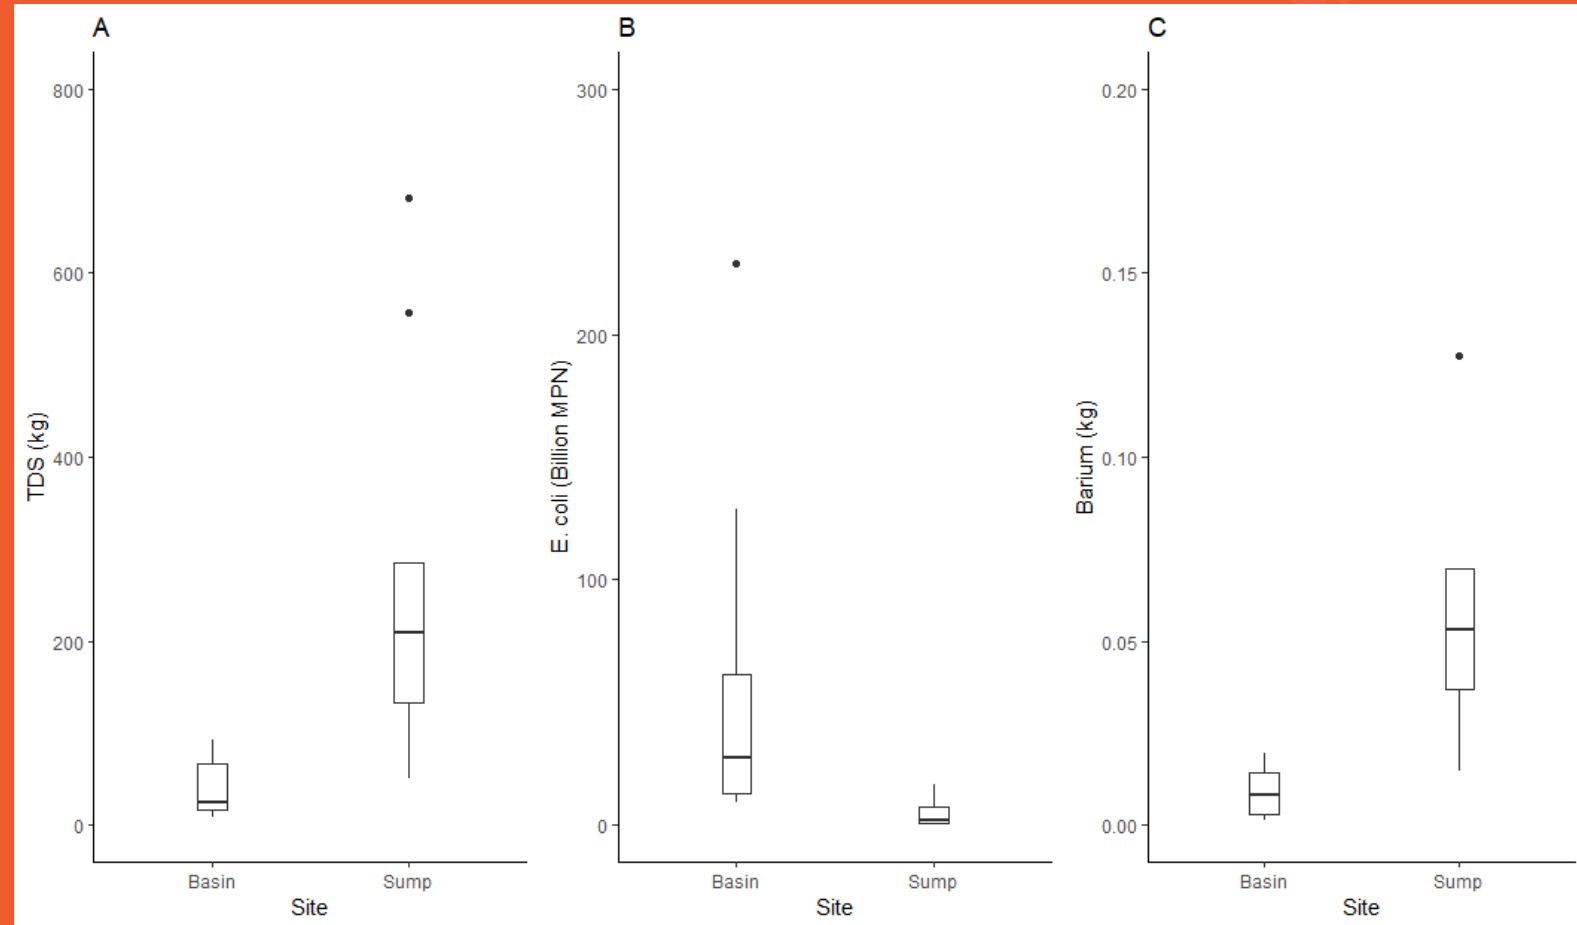 A
800
600
400
200
0
TDS (kg)
Basin
Sump
Site
B
300
200
100
0
E. coli (Billion MPN)
Basin
Sump
Site
C
0.20
0.15
0.10
0.05
0.00
Barium (kg)
Basin
Sump
Site